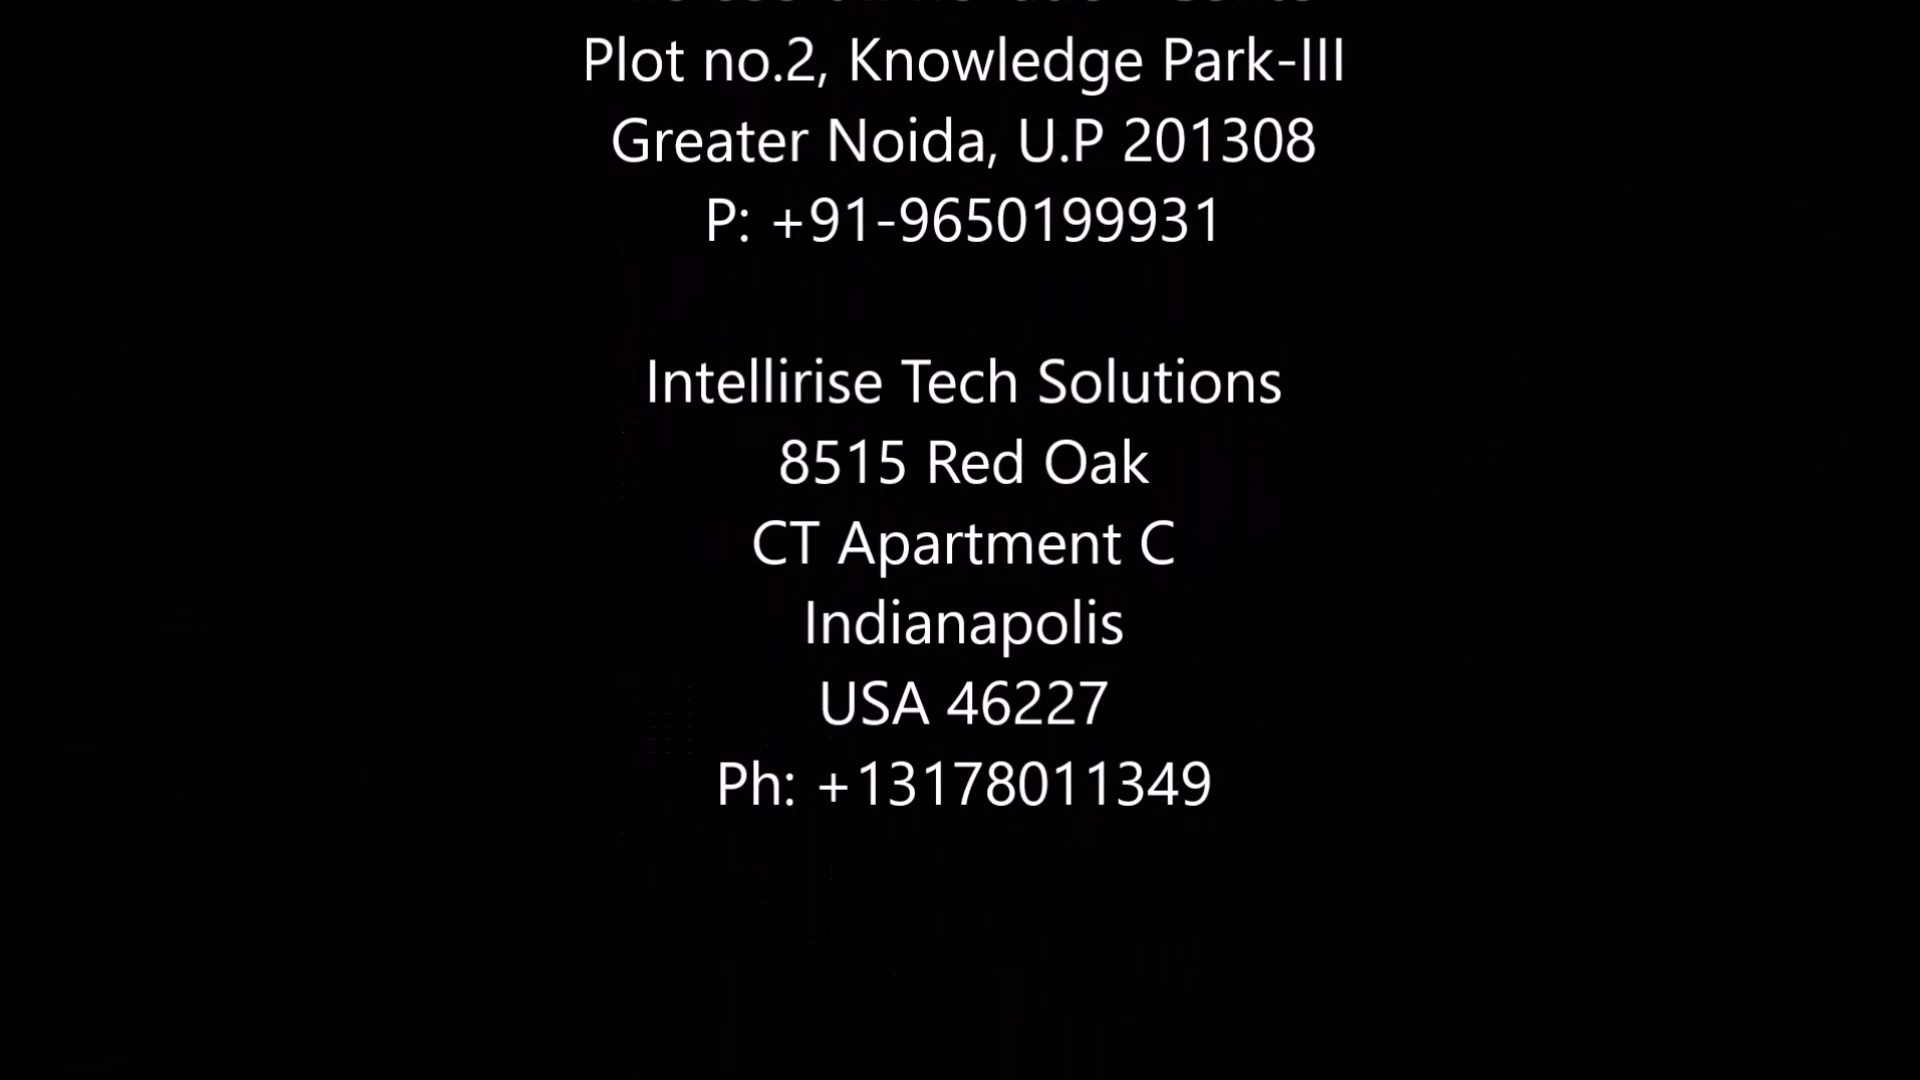 Plot no.2, Knowledge Park-III
Greater Noida, U.P 201308
P: +91-9650199931
Intellirise Tech Solutions
8515 Red Oak
CT Apartment C
Indianapolis
USA 46227
Ph: +13178011349